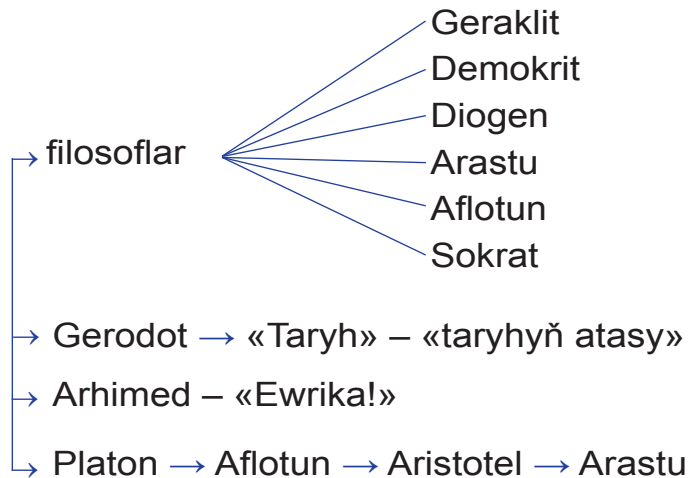 Geraklit
Demokrit
Diogen
filosoflar
Arastu
Aflotun
Sokrat
Gerodot → «Taryh» – «taryhyň atasy»
Arhimed – «Ewrika!»
Platon → Aflotun → Aristotel → Arastu